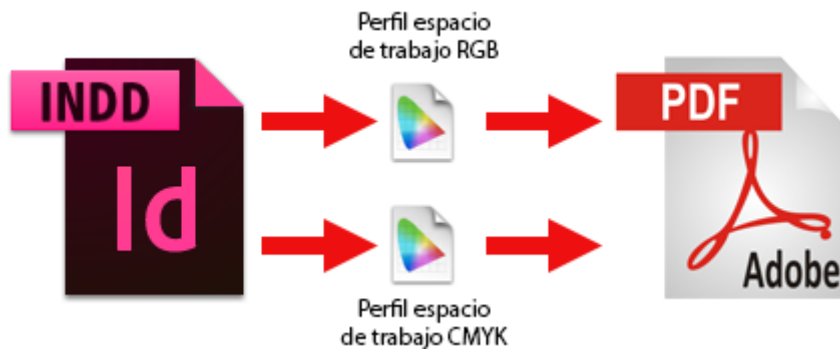 Perfil espacio
de trabajo RGB
INDD
Id
PDF
Adobe
Perfil espacio
de trabajo CMYK